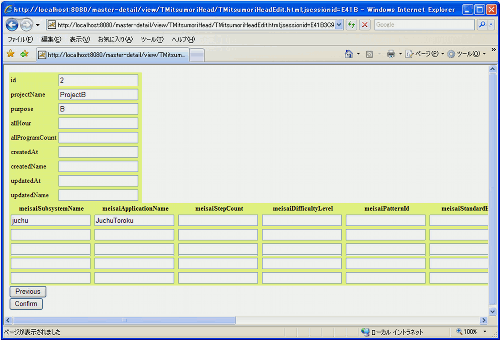 http://localhost:8080/master-detail/view/TMitsumoriHead/TMitsumoriHeadEdit.html;jsessionid=E41B - Windows Internet Explorer
http://localhost:8080/master-detail/view/TMitsumoriHead/TMitsumoriHeadEdit.html;jsessionid=E41B3C9
ファイル(F) 編集(E) 表示(V) お気に入り(A) ツール(T) ヘルプ(H)
http://localhost:8080/master-detail/view/TMitsum...
ページ(P) ツール(O)
id 2
projectName ProjectB
purpose B
allHour
allProgramCount
createdAt
createdName
updatedAt
updatedName
meisaiSubsystemName meisaiApplicationName meisaiStepCount meisaiDifficultyLevel meisaiPatternId
juchu JuchuToroku
Previous
Confirm
ページが表示されました ローカル イントラネット 100%